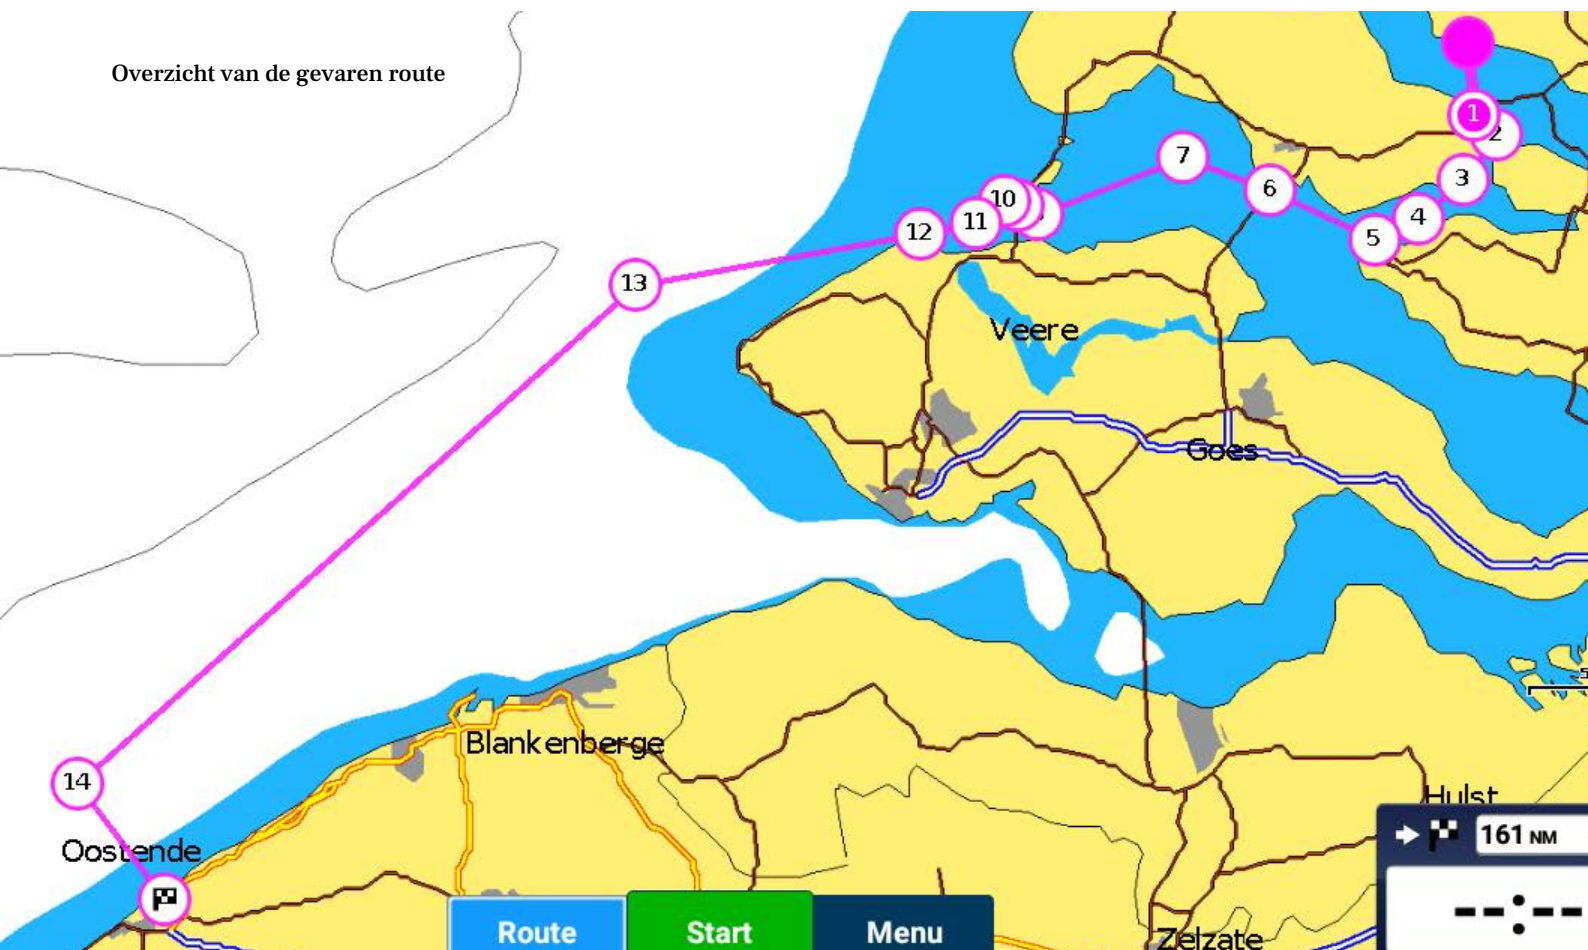 Overzicht van de gevaren route
1
2
3
7
6
4
10
11
12
5
13
Veere
Goes
Blankenberge
14
Hulst
161 NM
Oostende
--:--
Route
Start
Menu
Zelzate